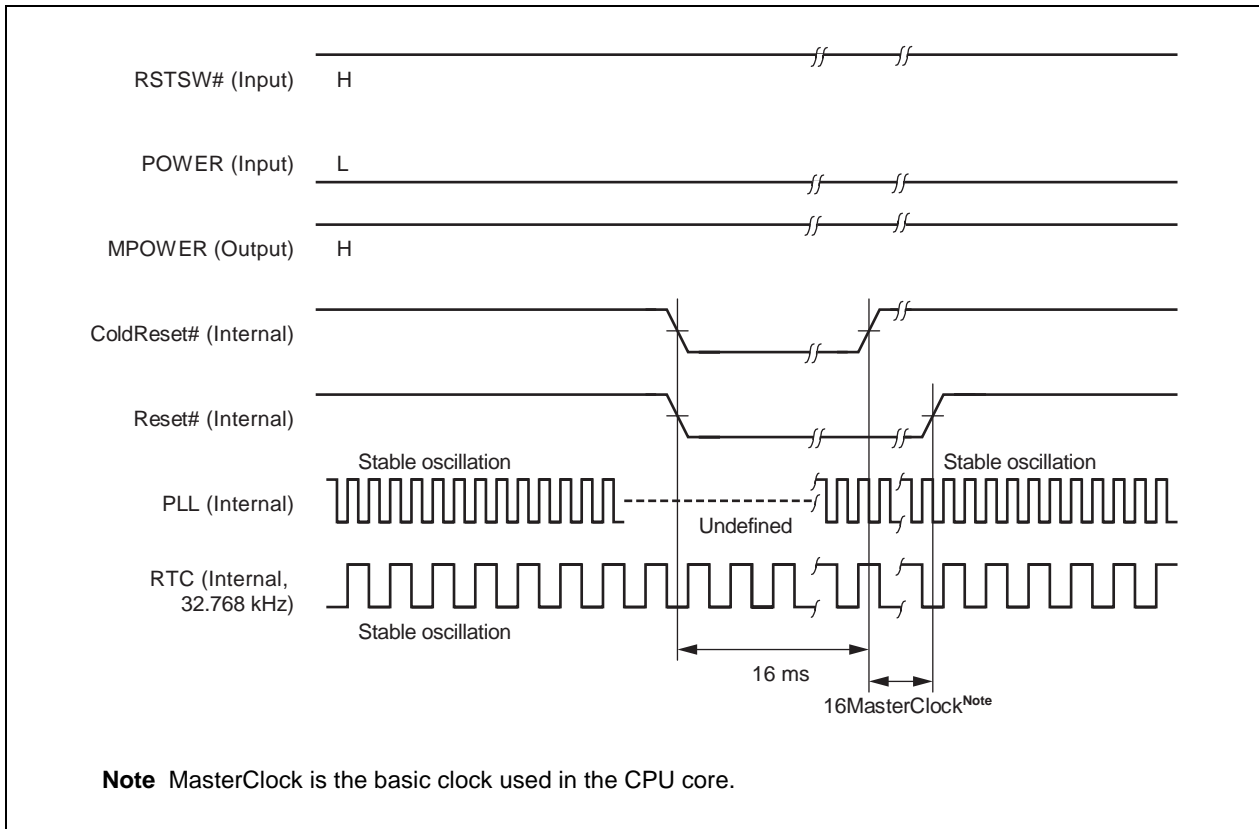 RSTSW# (Input) H
POWER (Input) L
MPOWER (Output) H
ColdReset# (Internal)
Reset# (Internal)
Stable oscillation Stable oscillation
PLL (Internal)
Undefined
RTC (Internal,
32.768 kHz)
Stable oscillation
16 ms
16MasterClockNote
Note MasterClock is the basic clock used in the CPU core.